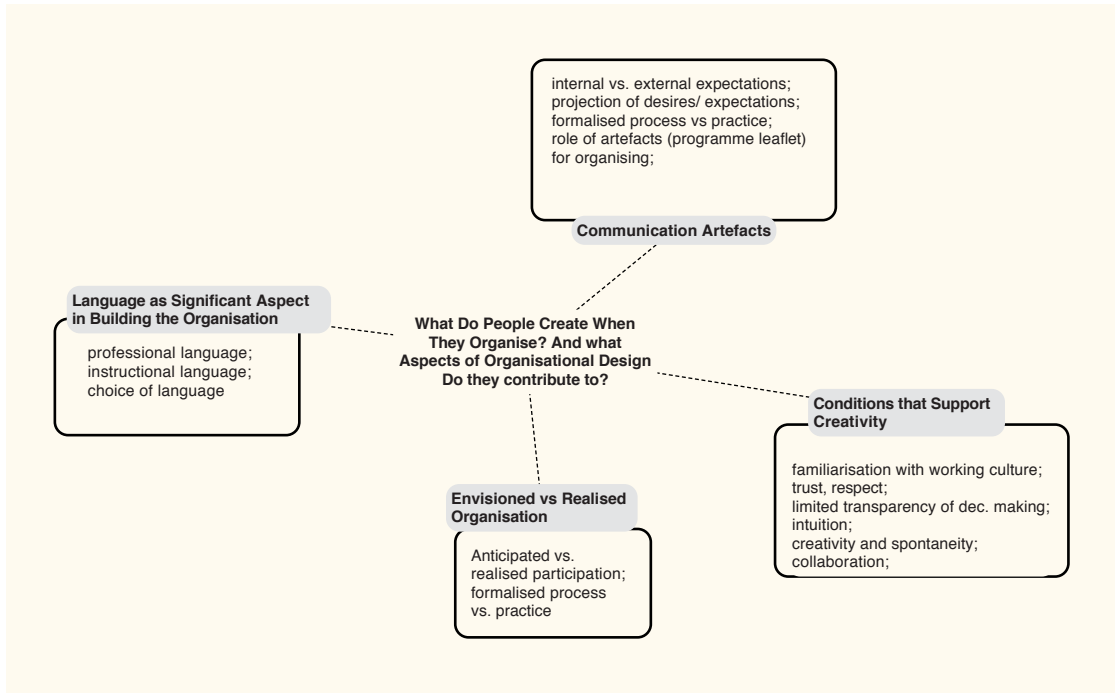 internal vs. external expectations;
projection of desires/ expectations;
formalised process vs practice;
role of artefacts (programme leaflet)
for organising;
Communication Artefacts
Language as Significant Aspect
in Building the Organisation
professional language;
instructional language;
choice of language
What Do People Create When
They Organise? And what
Aspects of Organisational Design
Do they contribute to?
Conditions that Support
Creativity
familiarisation with working culture;
trust, respect;
limited transparency of dec. making;
intuition;
creativity and spontaneity;
collaboration;
Envisioned vs Realised
Organisation
Anticipated vs.
realised participation;
formalised process
vs. practice